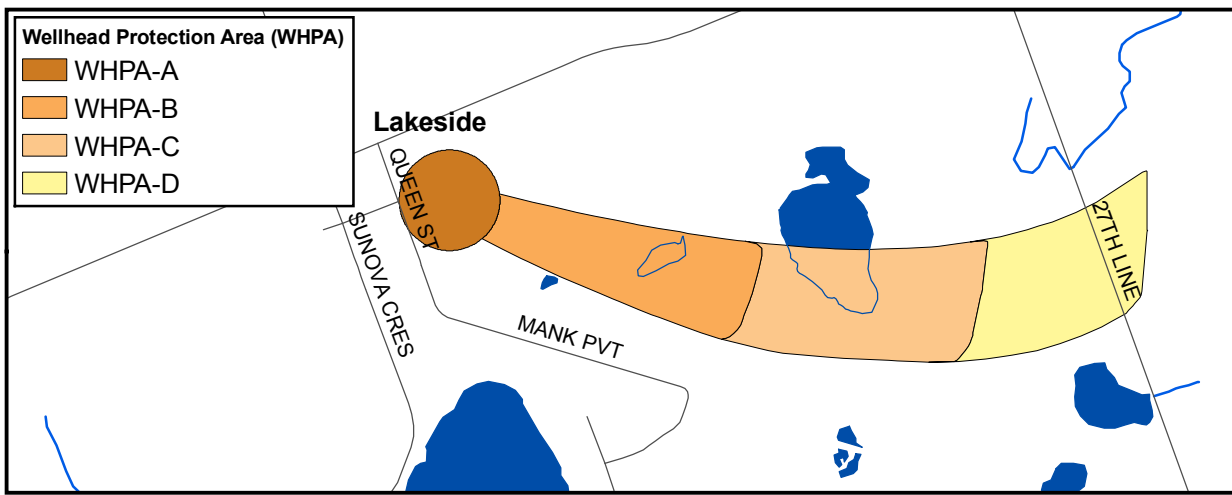 Wellhead Protection Area (WHPA)
WHPA-A
WHPA-B
WHPA-C
WHPA-D
Lakeside
QUEEN ST
SUNOVA CRES
MANK PVT
27TH LINE